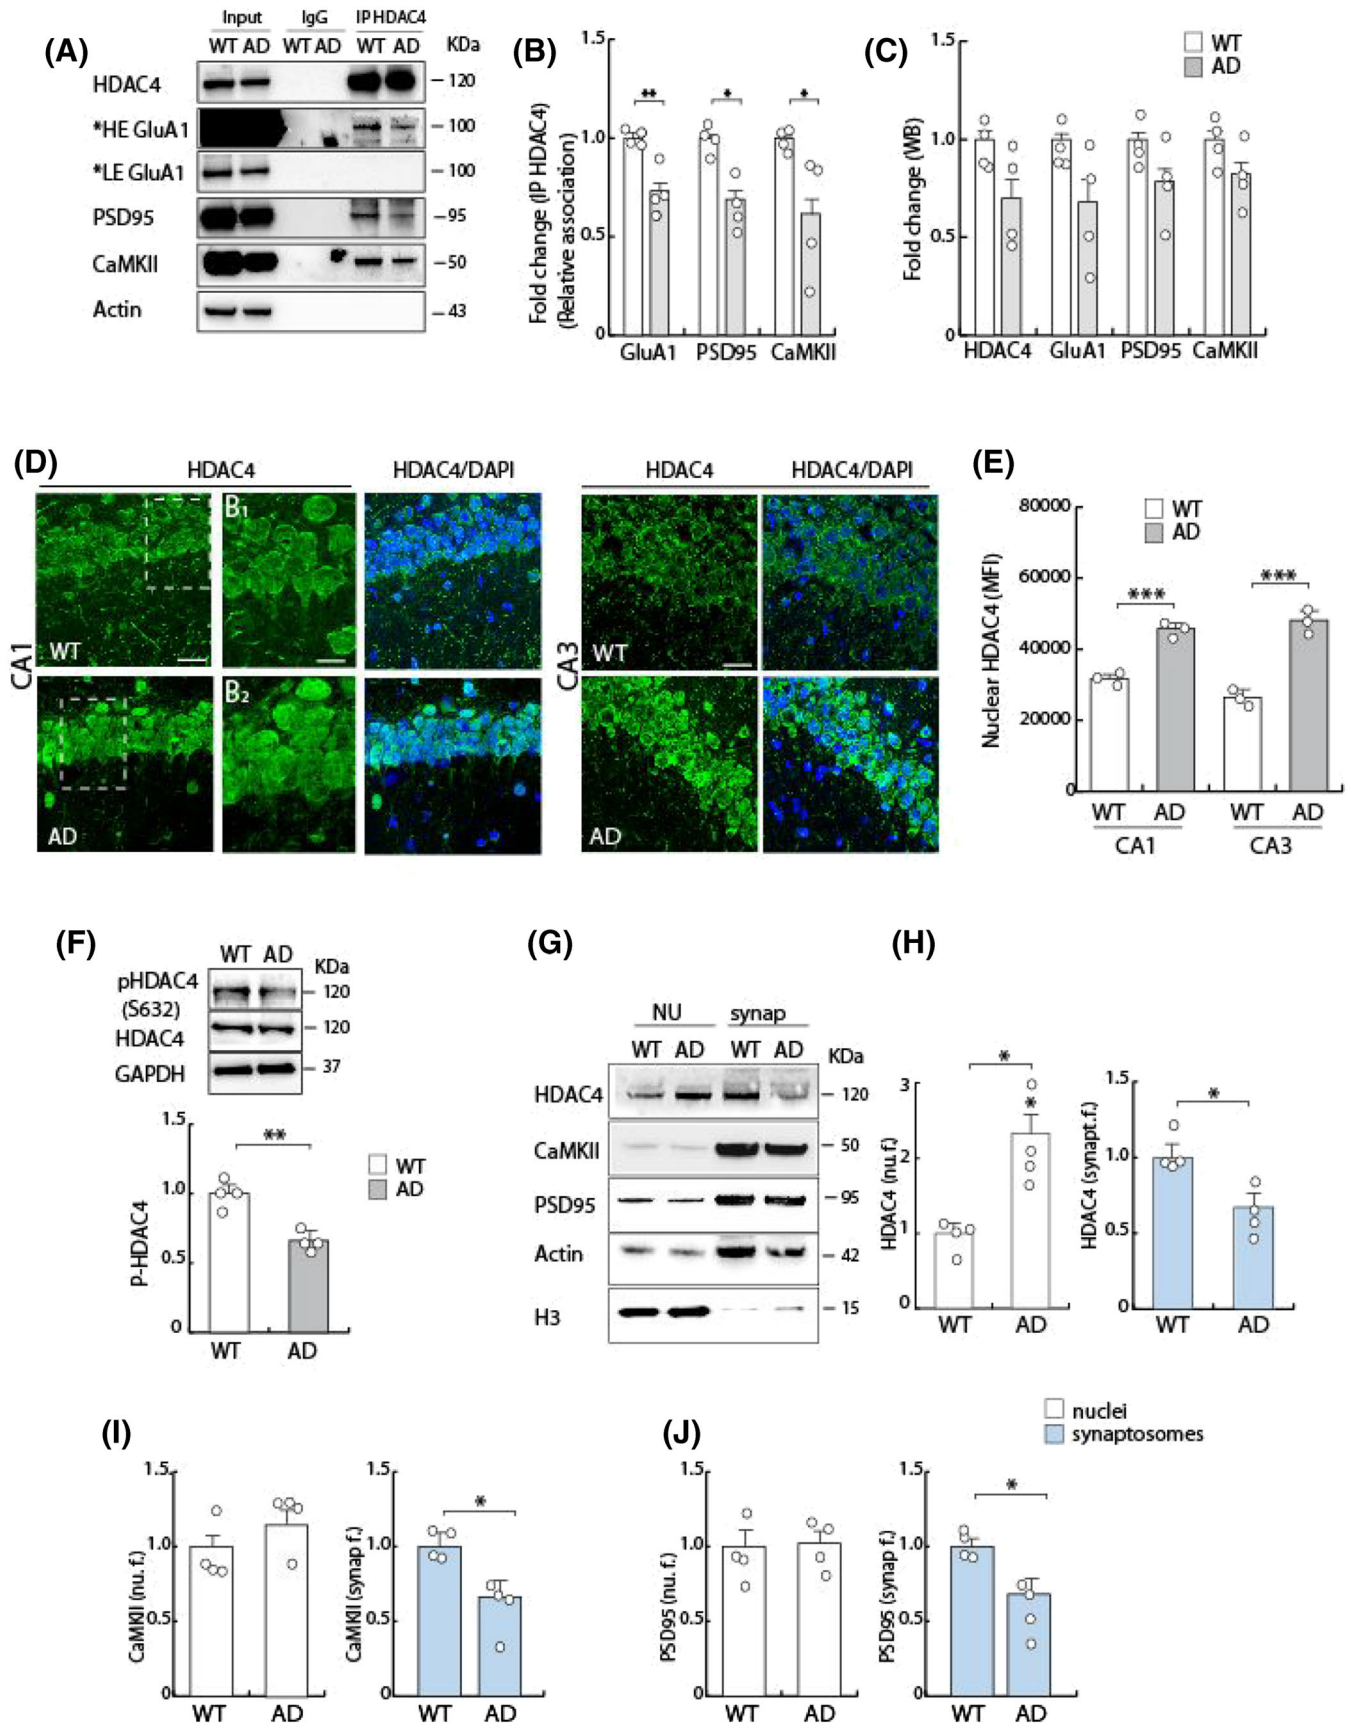 (A)
Input IgG IP HDAC4
WT AD WT AD WT AD KDa
HDAC4 – 120
*HE GluA1 – 100
*LE GluA1 – 100
PSD95 – 95
CaMKII – 50
Actin – 43
(B)
Fold change (IP HDAC4)
(Relative association)
1.5
1.0
0.5
0
** * *
GluA1 PSD95 CaMKII
(C)
WT
AD
Fold change (WB)
1.5
1.0
0.5
0
HDAC4 GluA1 PSD95 CaMKII
(D)
HDAC4 HDAC4/DAPI HDAC4 HDAC4/DAPI
CA1
B1
WT
B2
AD
CA3
WT
AD
(E)
WT
AD
Nuclear HDAC4 (MFI)
80000
60000
40000
20000
0
*** ***
WT AD WT AD
CA1 CA3
(F)
WT AD
KDa
pHDAC4
(S632)
– 120
HDAC4 – 120
GAPDH – 37
P-HDAC4
1.5
1.0
0.5
0
**
WT
AD
WT AD
(G)
NU synap
WT AD WT AD KDa
HDAC4 – 120
CaMKII – 50
PSD95 – 95
Actin – 42
H3 – 15
(H)
HDAC4 (nu. f.)
3
2
1
0
*
*
WT AD
HDAC4 (synapt.f.)
1.5
1.0
0.5
0
*
WT AD
nuclei
synaptosomes
(I)
CaMKII (nu. f.)
1.5
1.0
0.5
0
WT AD
CaMKII (synap f.)
1.5
1.0
0.5
0
*
WT AD
(J)
PSD95 (nu. f.)
1.5
1.0
0.5
0
WT AD
PSD95 (synap f.)
1.5
1.0
0.5
0
*
WT AD